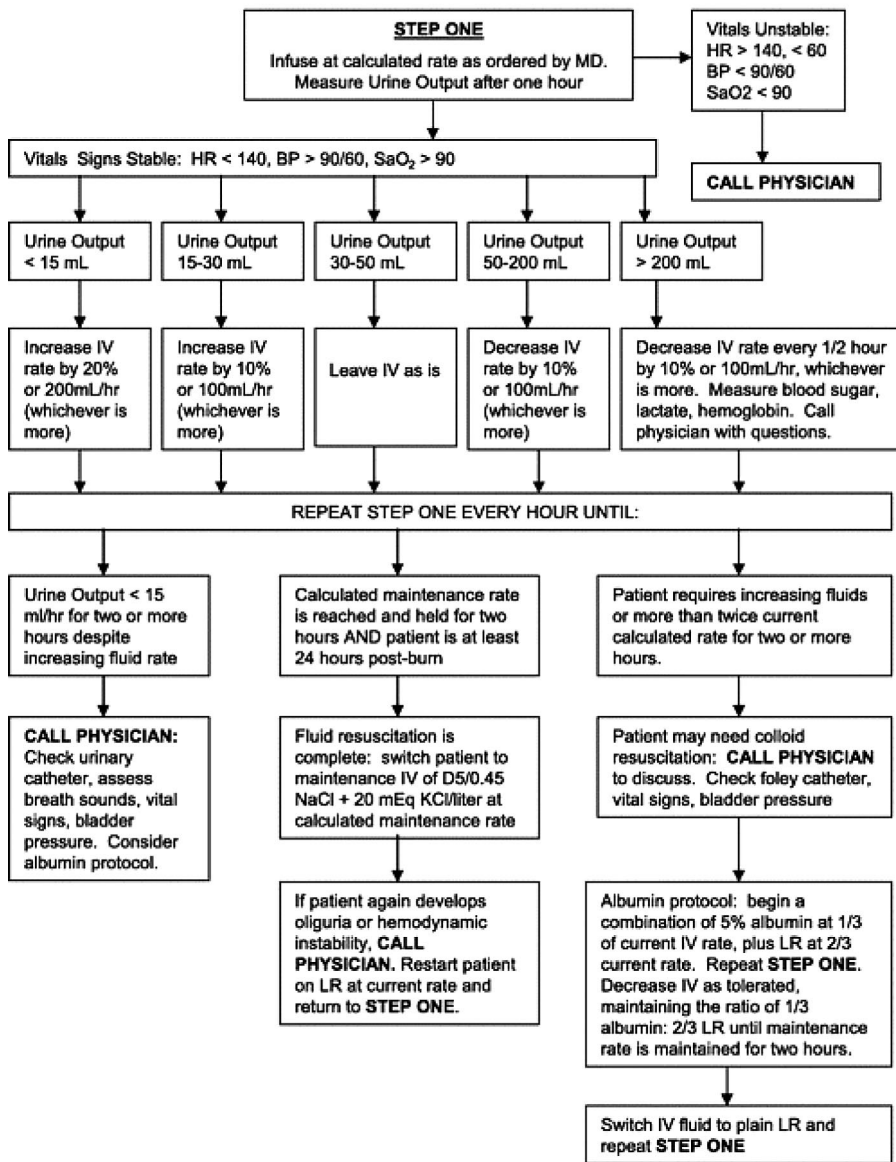 STEP ONE
Infuse at calculated rate as ordered by MD.
Measure Urine Output after one hour
Vitals Unstable:
HR > 140, < 60
BP < 90/60
SaO2 < 90
CALL PHYSICIAN
Vitals Signs Stable: HR < 140, BP > 90/60, SaO₂ > 90
Urine Output
< 15 mL
Urine Output
15-30 mL
Urine Output
30-50 mL
Urine Output
50-200 mL
Urine Output
> 200 mL
Increase IV
rate by 20%
or 200mL/hr
(whichever is
more)
Increase IV
rate by 10%
or 100mL/hr
(whichever is
more)
Leave IV as is
Decrease IV
rate by 10%
or 100mL/hr
(whichever is
more)
Decrease IV rate every 1/2 hour
by 10% or 100mL/hr, whichever
is more. Measure blood sugar,
lactate, hemoglobin. Call
physician with questions.
REPEAT STEP ONE EVERY HOUR UNTIL:
Urine Output < 15
ml/hr for two or more
hours despite
increasing fluid rate
Calculated maintenance rate
is reached and held for two
hours AND patient is at least
24 hours post-burn
Patient requires increasing fluids
or more than twice current
calculated rate for two or more
hours.
CALL PHYSICIAN:
Check urinary
catheter, assess
breath sounds, vital
signs, bladder
pressure. Consider
albumin protocol.
Fluid resuscitation is
complete: switch patient to
maintenance IV of D5/0.45
NaCl + 20 mEq KCl/liter at
calculated maintenance rate
Patient may need colloid
resuscitation: CALL PHYSICIAN
to discuss. Check foley catheter,
vital signs, bladder pressure
If patient again develops
oliguria or hemodynamic
instability, CALL
PHYSICIAN. Restart patient
on LR at current rate and
return to STEP ONE.
Albumin protocol: begin a
combination of 5% albumin at 1/3
of current IV rate, plus LR at 2/3
current rate. Repeat STEP ONE.
Decrease IV as tolerated,
maintaining the ratio of 1/3
albumin: 2/3 LR until maintenance
rate is maintained for two hours.
Switch IV fluid to plain LR and
repeat STEP ONE